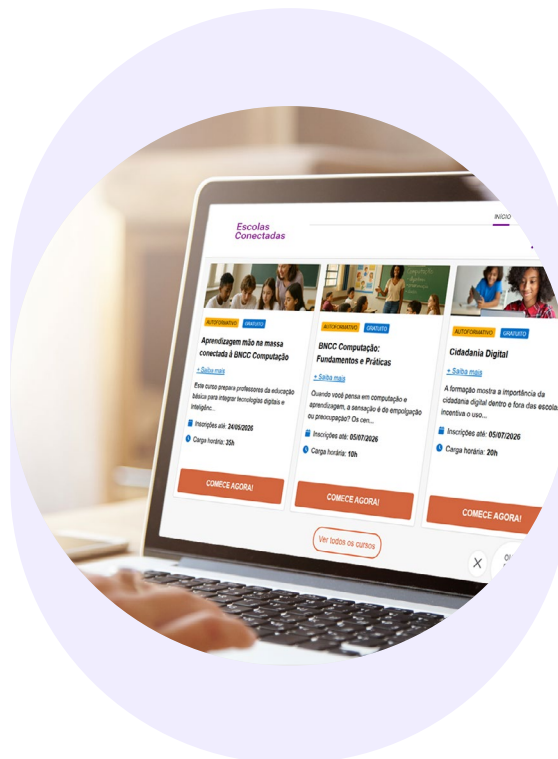 Escolas
Conectadas
INÍCIO
AUTOFORMATIVO GRATUITO
Aprendizagem mão na massa
conectada à BNCC Computação
+ Saiba mais
Este curso prepara professores da educação
básica para integrar tecnologias digitais e
Inteligênc...
Inscrições até: 24/05/2026
Carga horária: 35h
COMECE AGORA!
AUTOFORMATIVO GRATUITO
BNCC Computação:
Fundamentos e Práticas
+ Saiba mais
Quando você pensa em computação e
aprendizagem, a sensação é de empolgação
ou preocupação? Os cen...
Inscrições até: 05/07/2026
Carga horária: 10h
COMECE AGORA!
AUTOFORMATIVO GRATUITO
Cidadania Digital
+ Saiba mais
A formação mostra a importância da
cidadania digital dentro e fora das escolas
incentiva o uso...
Inscrições até: 05/07/2026
Carga horária: 20h
COMECE AGORA!
Ver todos os cursos
X